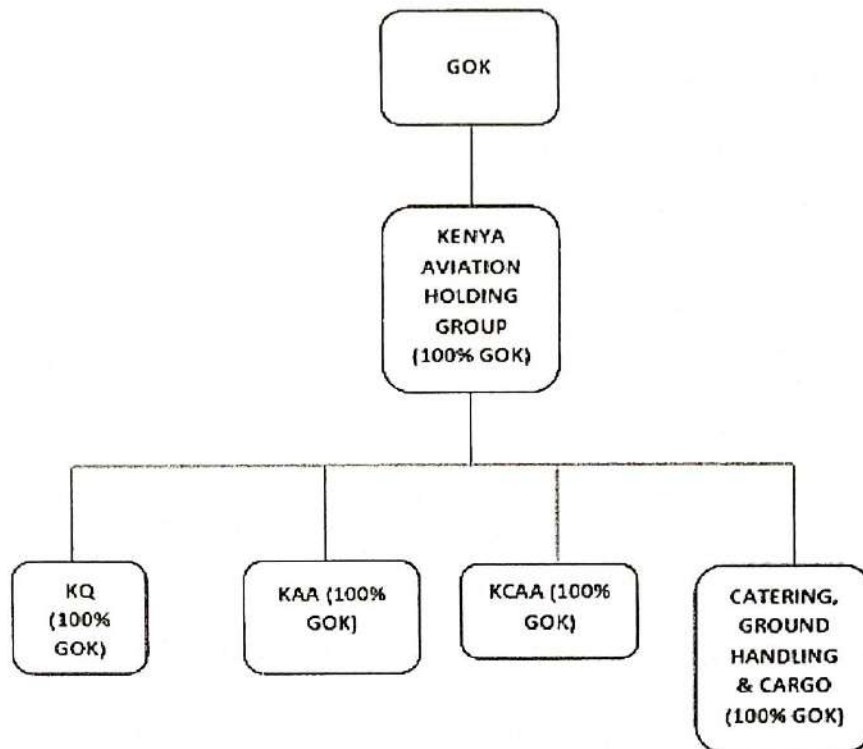 GOK
KENYA
AVIATION
HOLDING
GROUP
(100% GOK)
KQ
(100%
GOK)
KAA (100%
GOK)
KCAA (100%
GOK)
CATERING,
GROUND
HANDLING
& CARGO
(100% GOK)